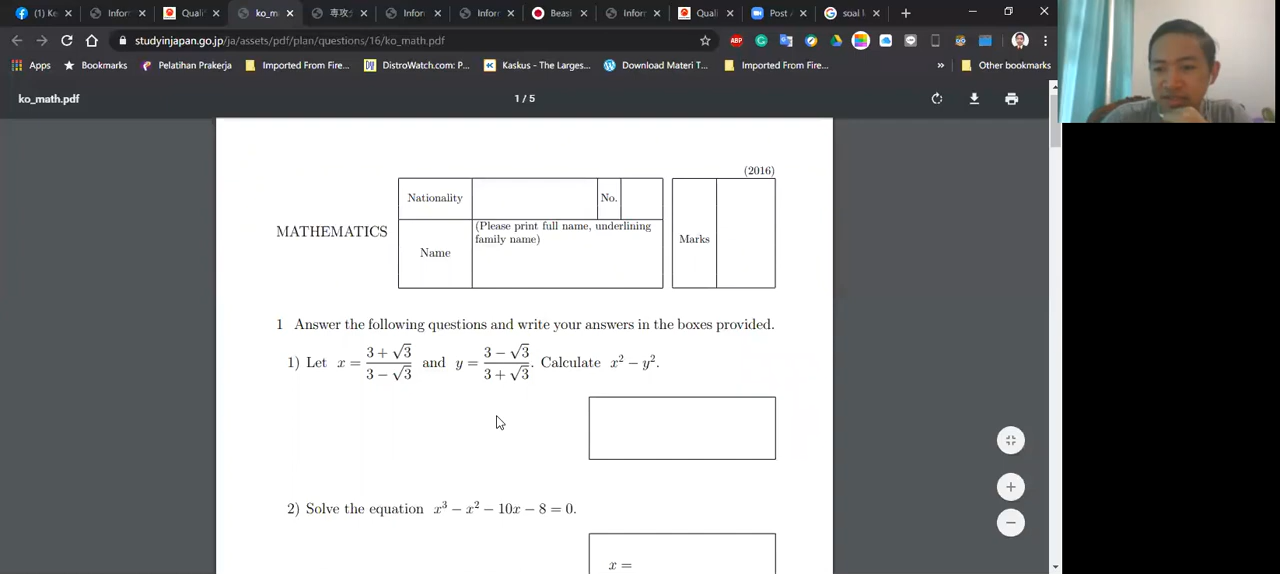 (1) Ke
Infor
Quali
ko_m
専攻
Infor
Infor
Beasi
Infor
Quali
Post
soal
studyinjapan.go.jp/ja/assets/pdf/plan/questions/16/ko_math.pdf
Apps Bookmarks Pelatihan Prakerja Imported From Fire... DistroWatch.com: P... Kaskus - The Larges... Download Materi T... Imported From Fire... » Other bookmarks
ko_math.pdf 1 / 5
(2016)
MATHEMATICS
Nationality
No.
Name
(Please print full name, underlining
family name)
Marks
1 Answer the following questions and write your answers in the boxes provided.
1) Let x = (3 + √3)/(3 − √3) and y = (3 − √3)/(3 + √3). Calculate x² − y².
2) Solve the equation x³ − x² − 10x − 8 = 0.
x =